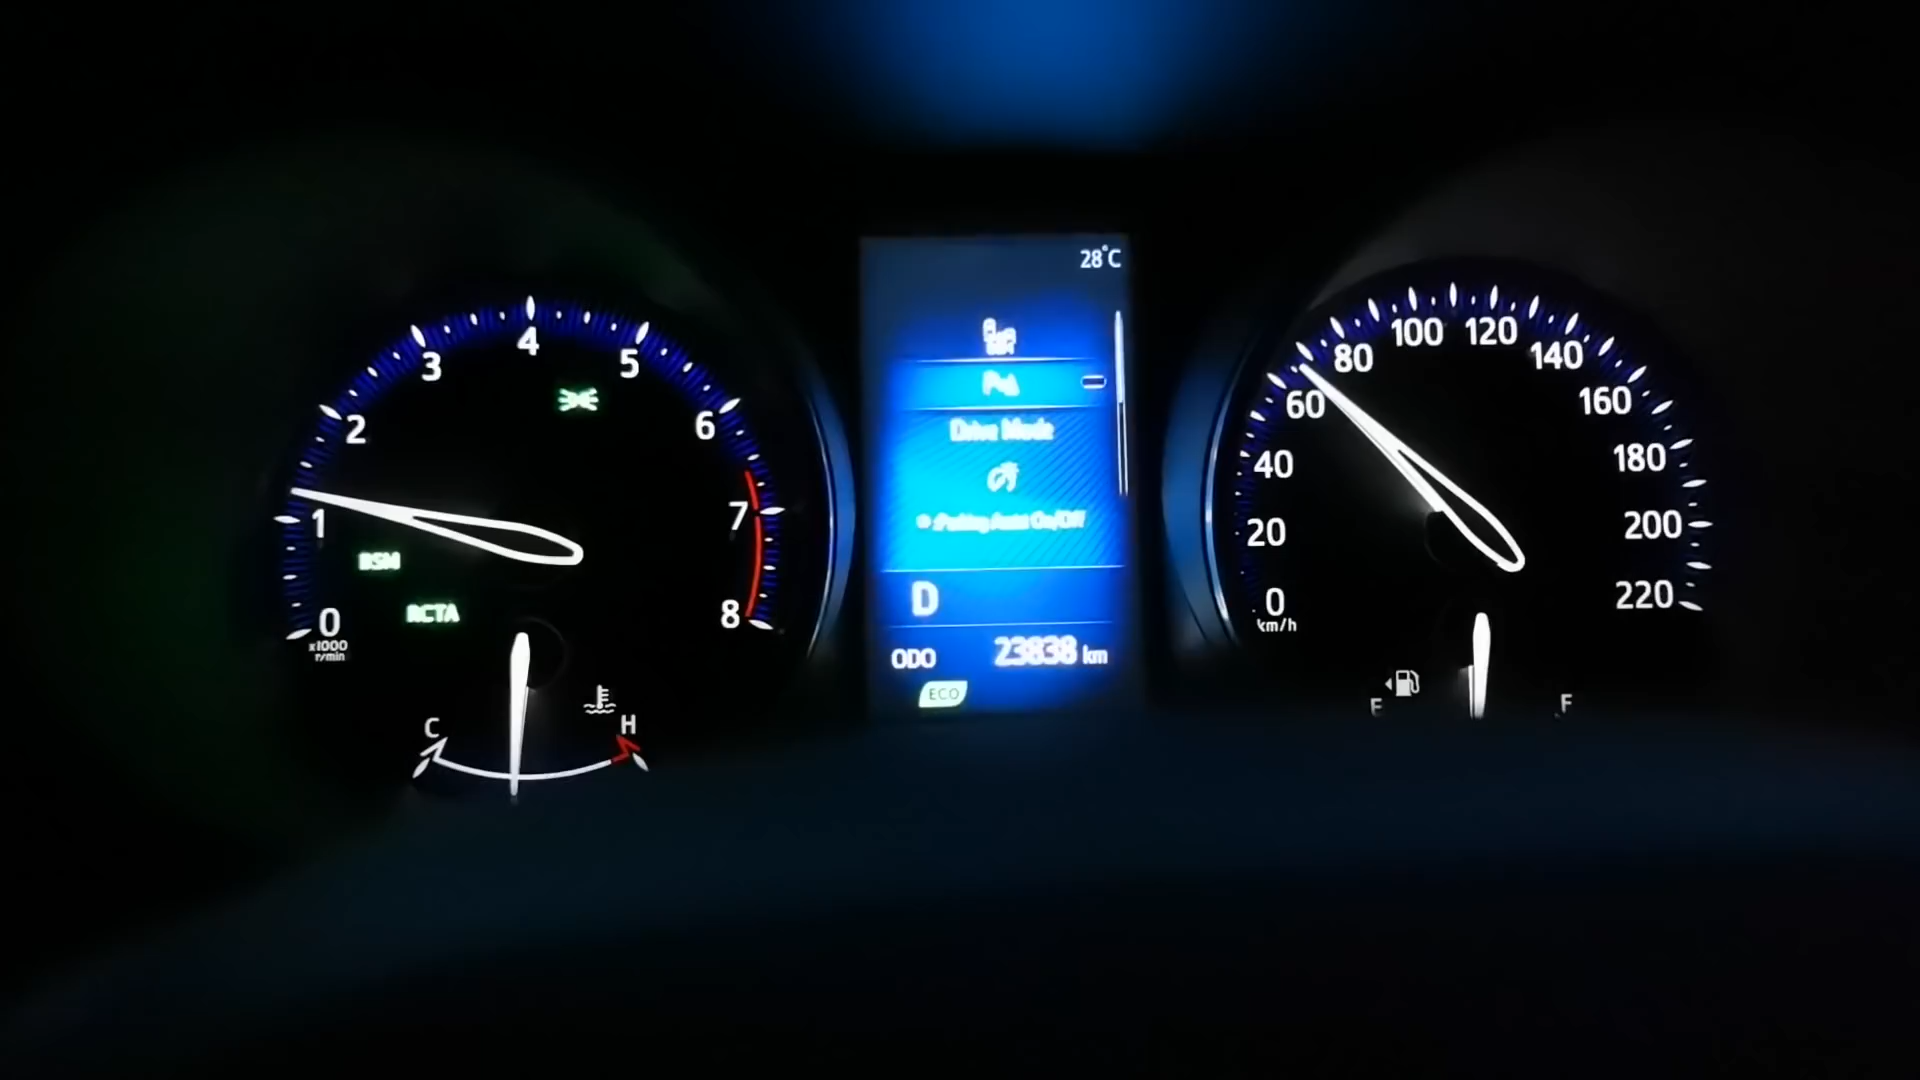 28°C
Drive Mode
:Parking Assist On/Off
D
ODO 23838 km
ECO
0
1
2
3
4
5
6
7
8
x1000
r/min
BSM
RCTA
C
H
0
20
40
60
80
100
120
140
160
180
200
220
km/h
E
F